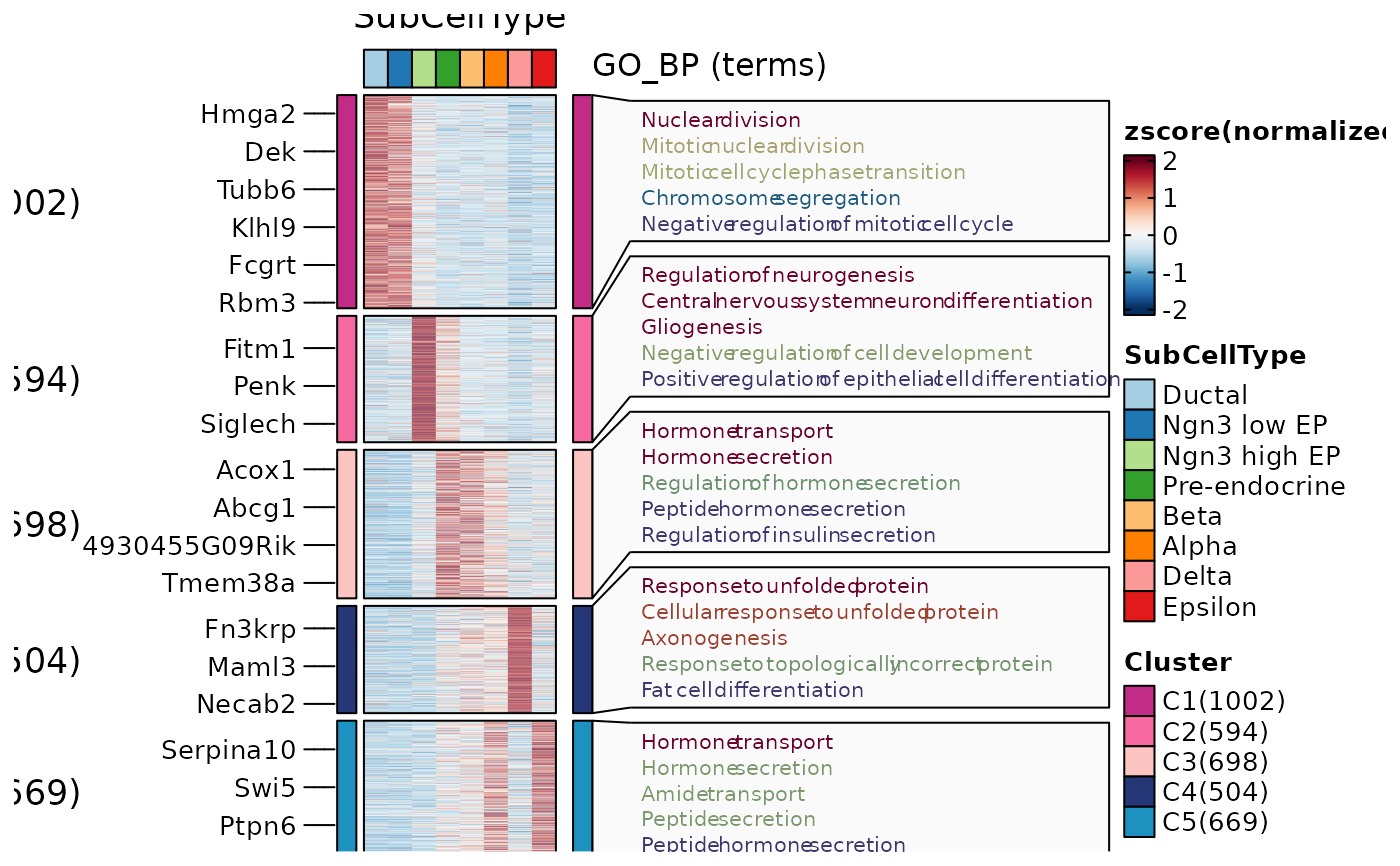 SubCellType
GO_BP (terms)
Hmga2
Dek
Tubb6
Klhl9
Fcgrt
Rbm3
002)
Fitm1
Penk
Siglech
594)
Acox1
Abcg1
4930455G09Rik
Tmem38a
698)
Fn3krp
Maml3
Necab2
504)
Serpina10
Swi5
Ptpn6
669)
Nuclear division
Mitotic nuclear division
Mitotic cell cycle phase transition
Chromosome segregation
Negative regulation of mitotic cell cycle
Regulation of neurogenesis
Central nervous system neuron differentiation
Gliogenesis
Negative regulation of cell development
Positive regulation of epithelial cell differentiation
Hormone transport
Hormone secretion
Regulation of hormone secretion
Peptide hormone secretion
Regulation of insulin secretion
Response to unfolded protein
Cellular response to unfolded protein
Axonogenesis
Response to topologically incorrect protein
Fat cell differentiation
Hormone transport
Hormone secretion
Amide transport
Peptide secretion
Peptide hormone secretion
zscore(normalized
2
1
0
-1
-2
SubCellType
Ductal
Ngn3 low EP
Ngn3 high EP
Pre-endocrine
Beta
Alpha
Delta
Epsilon
Cluster
C1(1002)
C2(594)
C3(698)
C4(504)
C5(669)